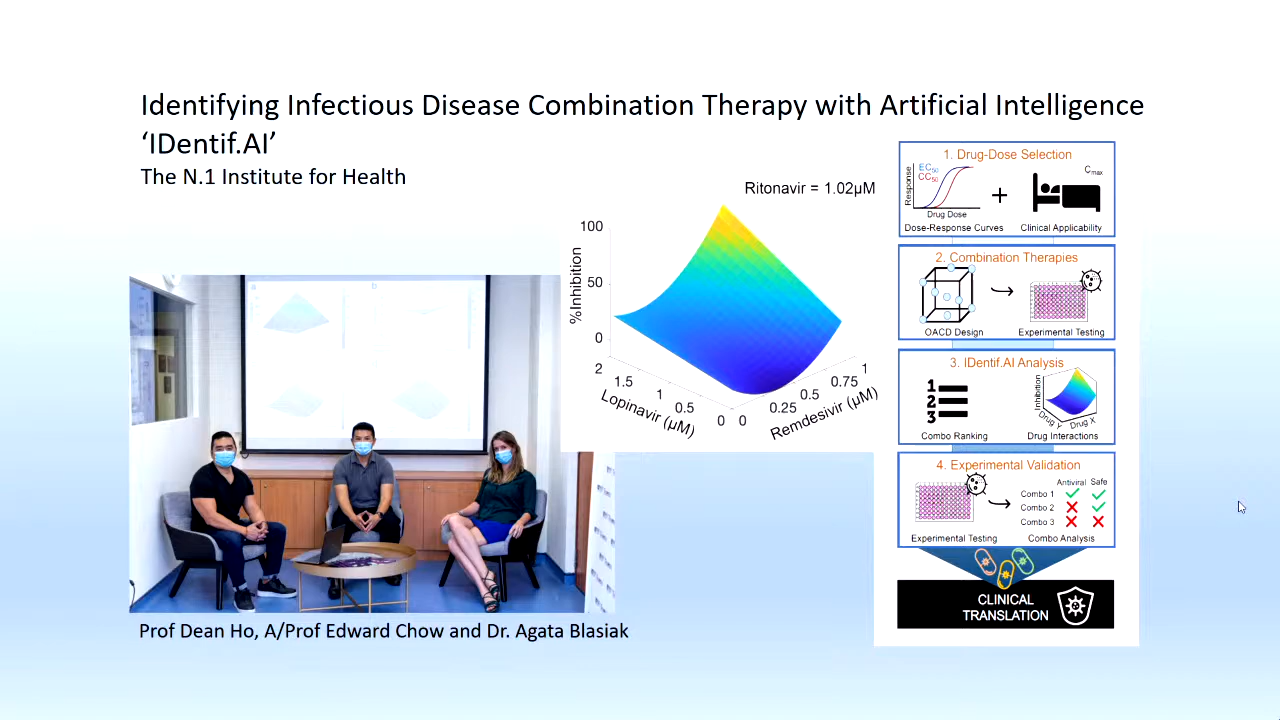 Identifying Infectious Disease Combination Therapy with Artificial Intelligence
‘IDentif.AI’
The N.1 Institute for Health
Prof Dean Ho, A/Prof Edward Chow and Dr. Agata Blasiak
Ritonavir = 1.02µM
%Inhibition
100
50
0
2
1.5
1
0.5
0
Lopinavir (µM)
0
0.25
0.5
0.75
1
Remdesivir (µM)
1. Drug-Dose Selection
EC50
CC50
Response
Drug Dose
+
Cmax
Dose-Response Curves
Clinical Applicability
2. Combination Therapies
OACD Design
Experimental Testing
3. IDentif.AI Analysis
1
2
3
Inhibition
Drug Y
Drug X
Combo Ranking
Drug Interactions
4. Experimental Validation
Antiviral Safe
Combo 1
Combo 2
Combo 3
Experimental Testing
Combo Analysis
CLINICAL
TRANSLATION